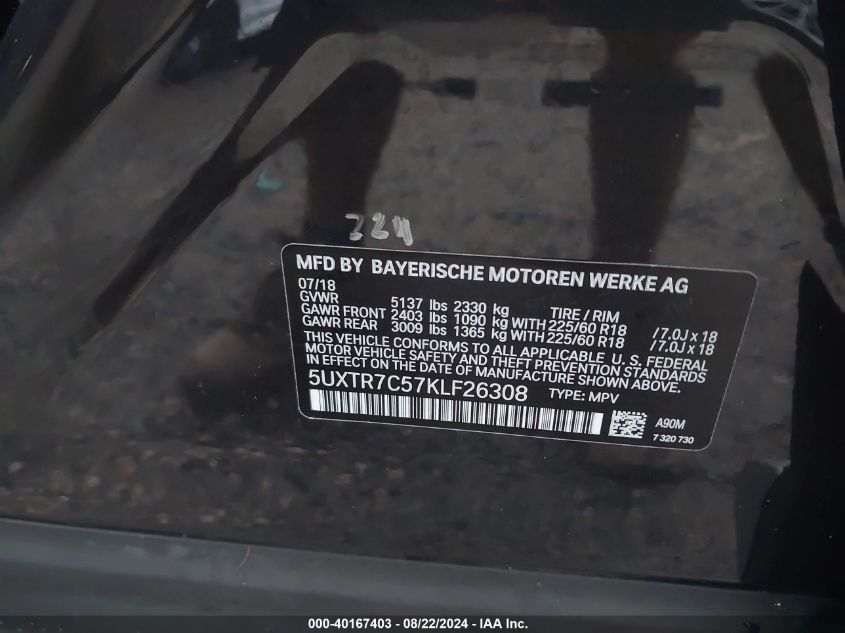 324
MFD BY BAYERISCHE MOTOREN WERKE AG
07/18
GVWR 5137 lbs 2330 kg TIRE / RIM
GAWR FRONT 2403 lbs 1090 kg WITH 225/60 R18 /7.0J x 18
GAWR REAR 3009 lbs 1365 kg WITH 225/60 R18 /7.0J x 18
THIS VEHICLE CONFORMS TO ALL APPLICABLE U. S. FEDERAL
MOTOR VEHICLE SAFETY AND THEFT PREVENTION STANDARDS
IN EFFECT ON THE DATE OF MANUFACTURE SHOWN ABOVE.
5UXTR7C57KLF26308 TYPE: MPV
A90M
7 320 730
000-40167403 - 08/22/2024 - IAA Inc.